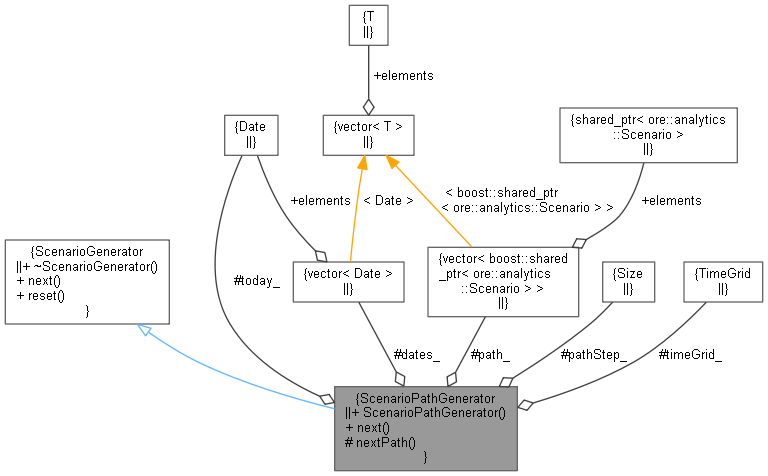 {T
||}
+elements
{Date
||}
{vector< T >
||}
{shared_ptr< ore::analytics
::Scenario >
||}
+elements
< Date >
< boost::shared_ptr
< ore::analytics::Scenario > >
+elements
{ScenarioGenerator
||+ ~ScenarioGenerator()
+ next()
+ reset()
}
#today_
{vector< Date >
||}
{vector< boost::shared
_ptr< ore::analytics
::Scenario > >
||}
{Size
||}
{TimeGrid
||}
#dates_
#path_
#pathStep_
#timeGrid_
{ScenarioPathGenerator
||+ ScenarioPathGenerator()
+ next()
# nextPath()
}